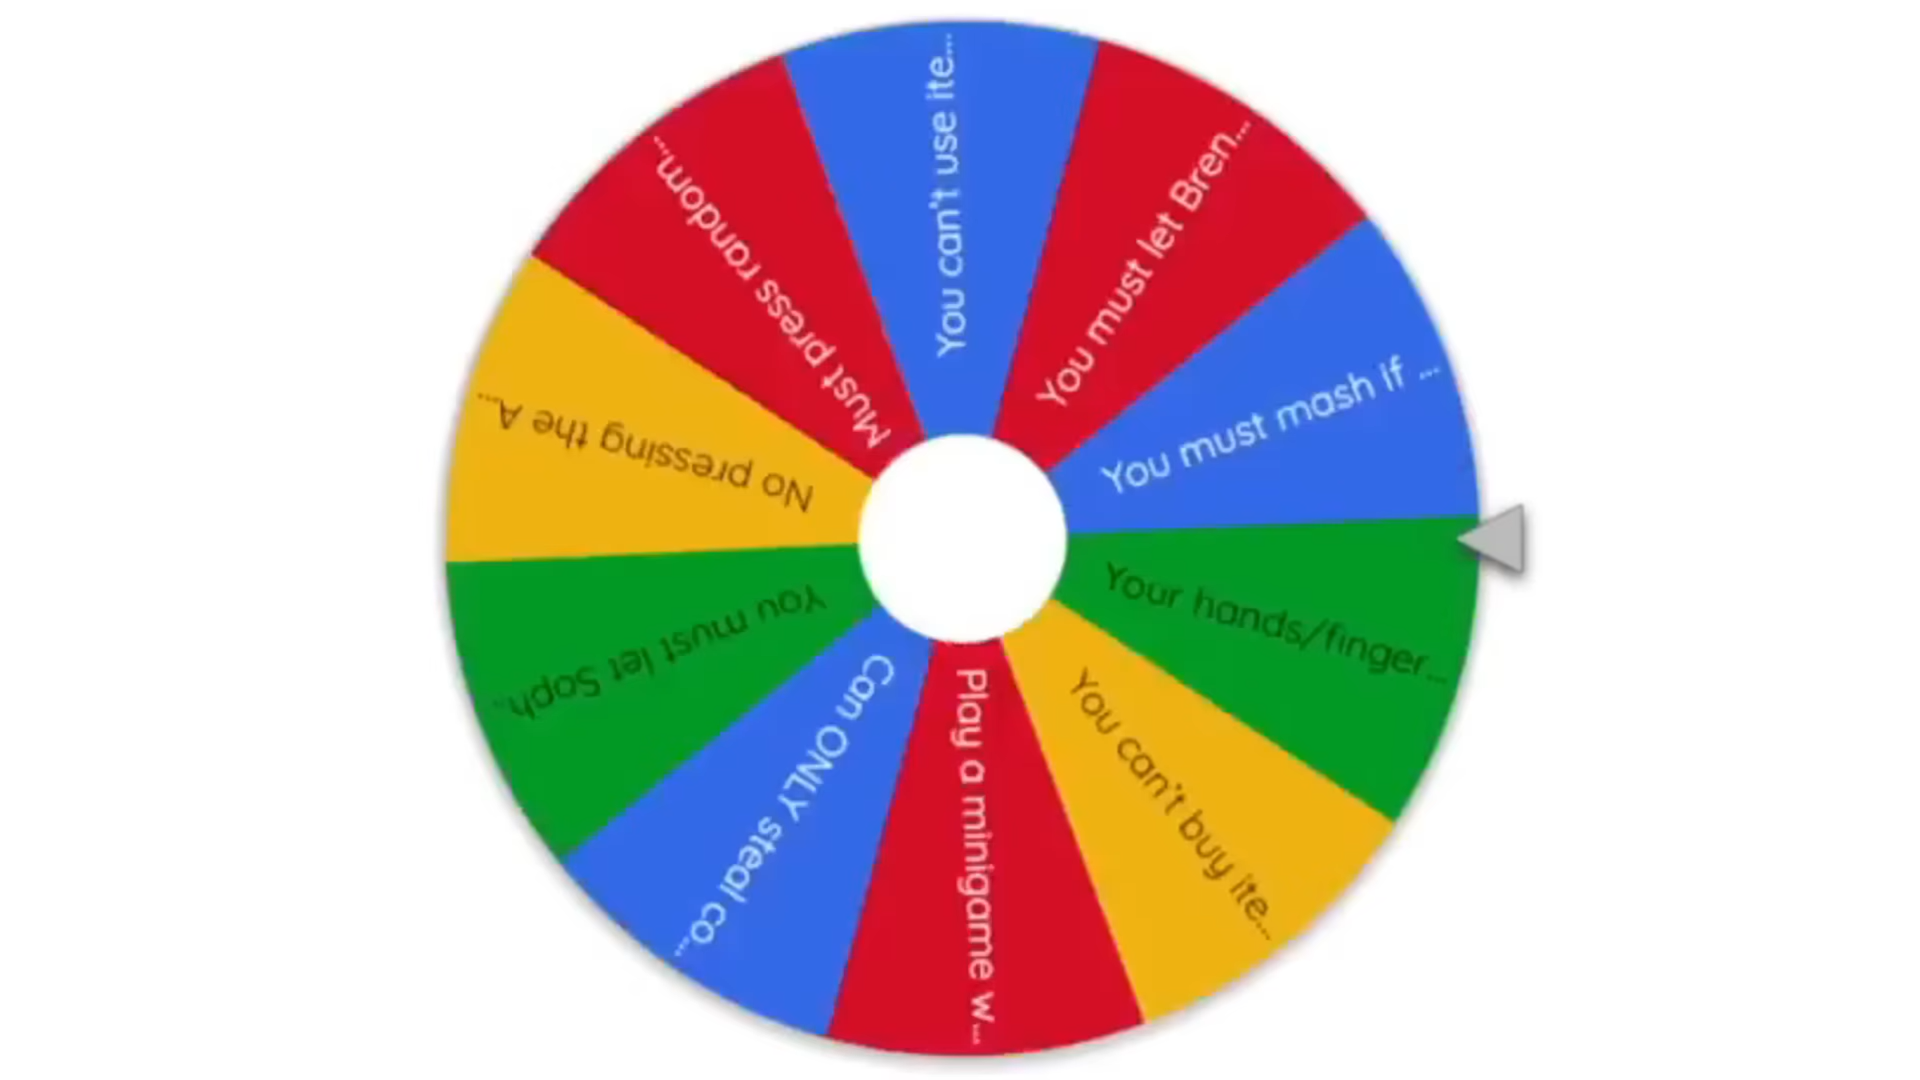 You can't use ite...
You must let Bren...
You must mash if ...
Your hands/finger...
You can't buy ite...
Play a minigame w...
Can ONLY steal co...
You must let Soph...
No pressing the A...
Must press random...